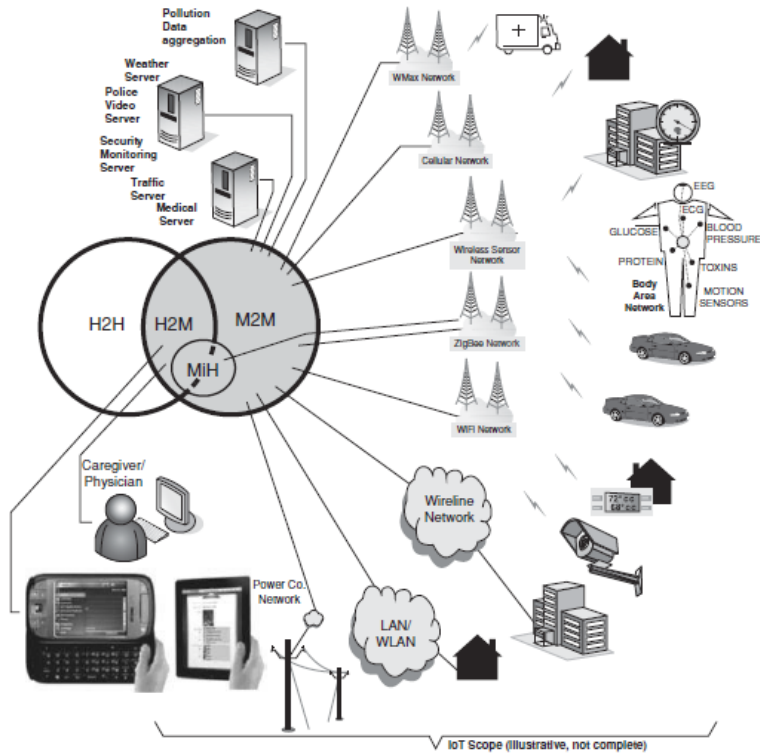 Pollution
Data
aggregation
Weather
Server
Police
Video
Server
Security
Monitoring
Server
Traffic
Server
Medical
Server
WMax Network
Cellular Network
Wireless Sensor
Network
ZigBee Network
WIFI Network
EEG
ECG
GLUCOSE
BLOOD
PRESSURE
PROTEIN
TOXINS
Body
Area
Network
MOTION
SENSORS
H2H
H2M
M2M
MiH
Caregiver/
Physician
Wireline
Network
72°
68°
Power Co.
Network
LAN/
WLAN
IoT Scope (Illustrative, not complete)